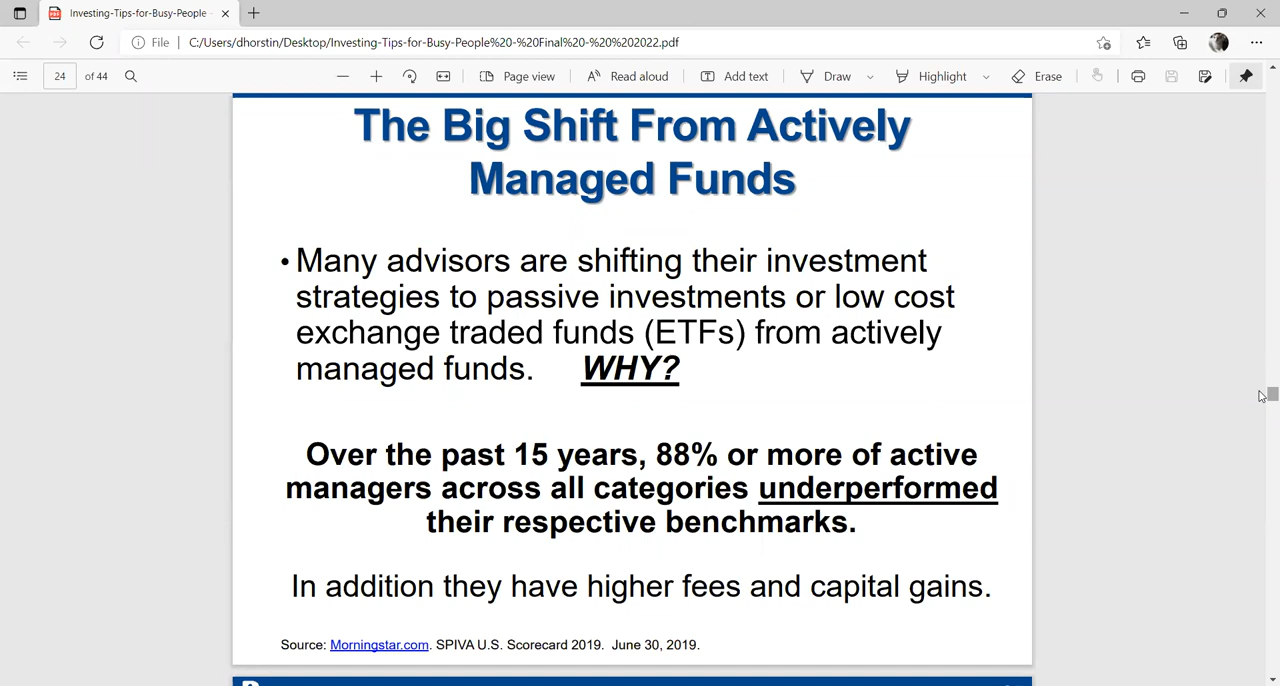 Investing-Tips-for-Busy-People
File
C:/Users/dhorstin/Desktop/Investing-Tips-for-Busy-People%20-%20Final%20-%20%202022.pdf
24 of 44
Page view
Read aloud
Add text
Draw
Highlight
Erase
The Big Shift From Actively
Managed Funds
• Many advisors are shifting their investment
strategies to passive investments or low cost
exchange traded funds (ETFs) from actively
managed funds. WHY?
Over the past 15 years, 88% or more of active
managers across all categories underperformed
their respective benchmarks.
In addition they have higher fees and capital gains.
Source: Morningstar.com. SPIVA U.S. Scorecard 2019. June 30, 2019.